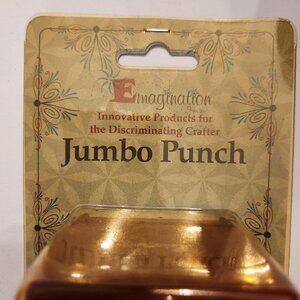 Emagination
Innovative Products for
the Discriminating Crafter
Jumbo Punch